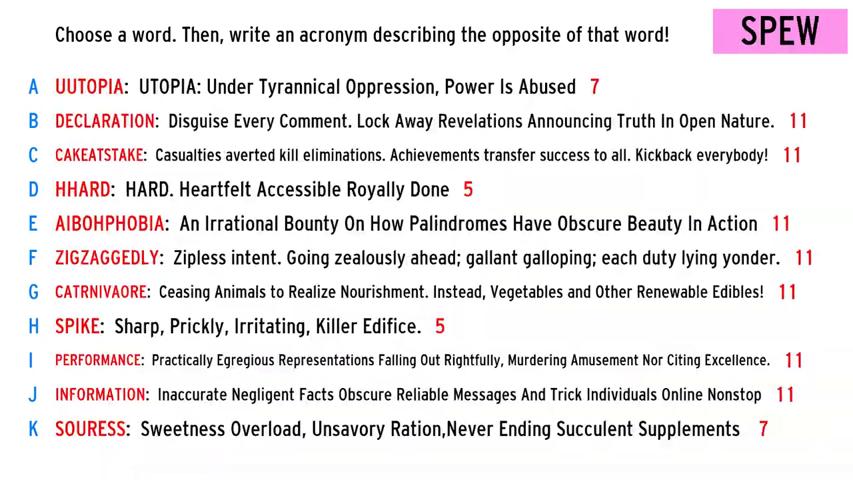 Choose a word. Then, write an acronym describing the opposite of that word!
SPEW
A UUTOPIA: UTOPIA: Under Tyrannical Oppression, Power Is Abused 7
B DECLARATION: Disguise Every Comment. Lock Away Revelations Announcing Truth In Open Nature. 11
C CAKEATSTAKE: Casualties averted kill eliminations. Achievements transfer success to all. Kickback everybody! 11
D HHARD: HARD. Heartfelt Accessible Royally Done 5
E AIBOHPHOBIA: An Irrational Bounty On How Palindromes Have Obscure Beauty In Action 11
F ZIGZAGGEDLY: Zipless intent. Going zealously ahead; gallant galloping; each duty lying yonder. 11
G CATRNIVAORE: Ceasing Animals to Realize Nourishment. Instead, Vegetables and Other Renewable Edibles! 11
H SPIKE: Sharp, Prickly, Irritating, Killer Edifice. 5
I PERFORMANCE: Practically Egregious Representations Falling Out Rightfully, Murdering Amusement Nor Citing Excellence. 11
J INFORMATION: Inaccurate Negligent Facts Obscure Reliable Messages And Trick Individuals Online Nonstop 11
K SOURESS: Sweetness Overload, Unsavory Ration,Never Ending Succulent Supplements 7